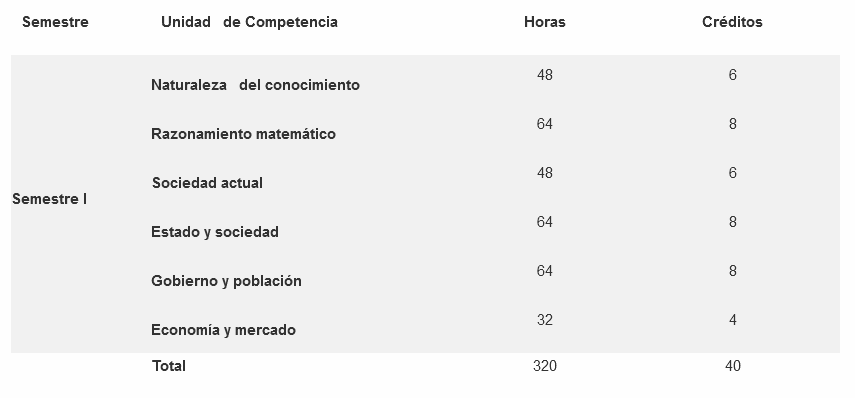 Semestre Unidad de Competencia Horas Créditos
Naturaleza del conocimiento 48 6
Razonamiento matemático 64 8
Sociedad actual 48 6
Semestre I
Estado y sociedad 64 8
Gobierno y población 64 8
Economía y mercado 32 4
Total 320 40